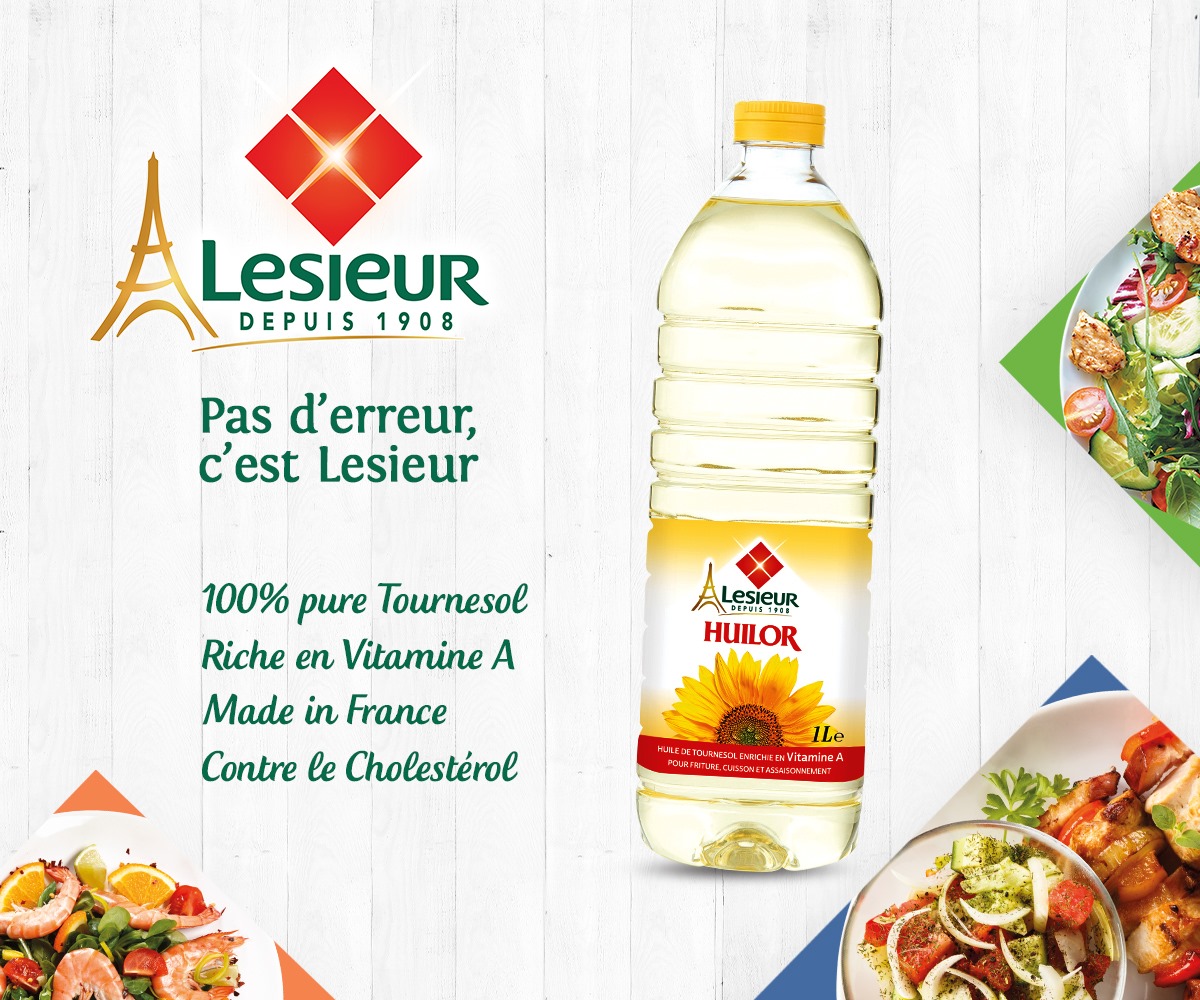 Lesieur
DEPUIS 1908
Pas d'erreur,
c'est Lesieur
100% pure Tournesol
Riche en Vitamine A
Made in France
Contre le Cholestérol
Lesieur
DEPUIS 1908
HUILOR
1L e
HUILE DE TOURNESOL ENRICHIE EN Vitamine A
POUR FRITURE, CUISSON ET ASSAISONNEMENT